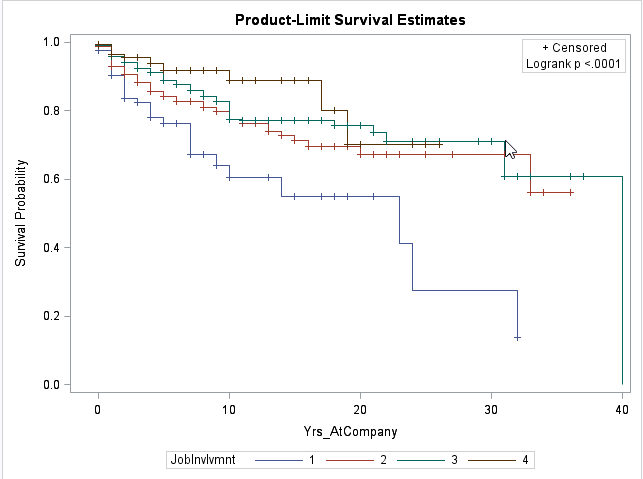 Product-Limit Survival Estimates
+ Censored
Logrank p <.0001
1.0
0.8
0.6
0.4
0.2
0.0
Survival Probability
0 10 20 30 40
Yrs_AtCompany
JobInvlvmnt 1 2 3 4